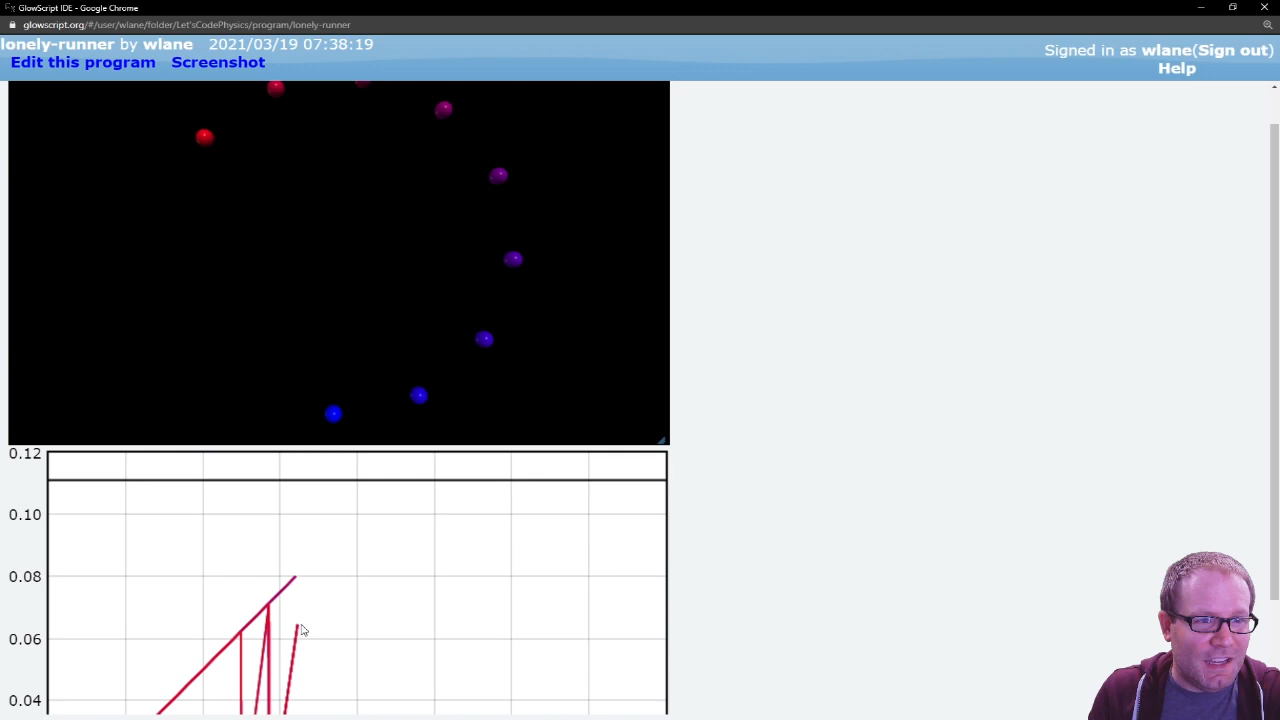 GlowScript IDE - Google Chrome
glowscript.org/#/user/wlane/folder/Let'sCodePhysics/program/lonely-runner
lonely-runner by wlane 2021/03/19 07:38:19
Signed in as wlane(Sign out)
Edit this program Screenshot
Help
0.12
0.10
0.08
0.06
0.04